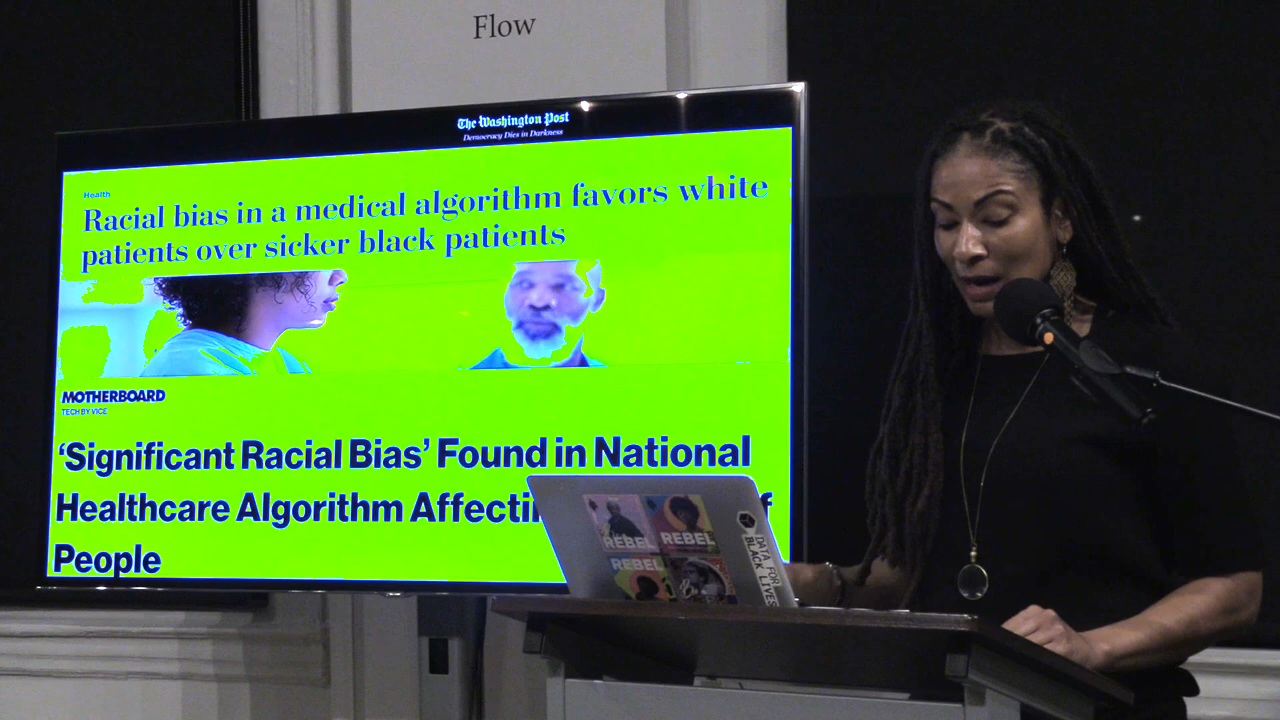 Flow
The Washington Post
Democracy Dies in Darkness
Health
Racial bias in a medical algorithm favors white
patients over sicker black patients
MOTHERBOARD
TECH BY VICE
‘Significant Racial Bias’ Found in National
Healthcare Algorithm
People
REBEL
REBEL
REBEL
DATA FOR
BLACK LIVES